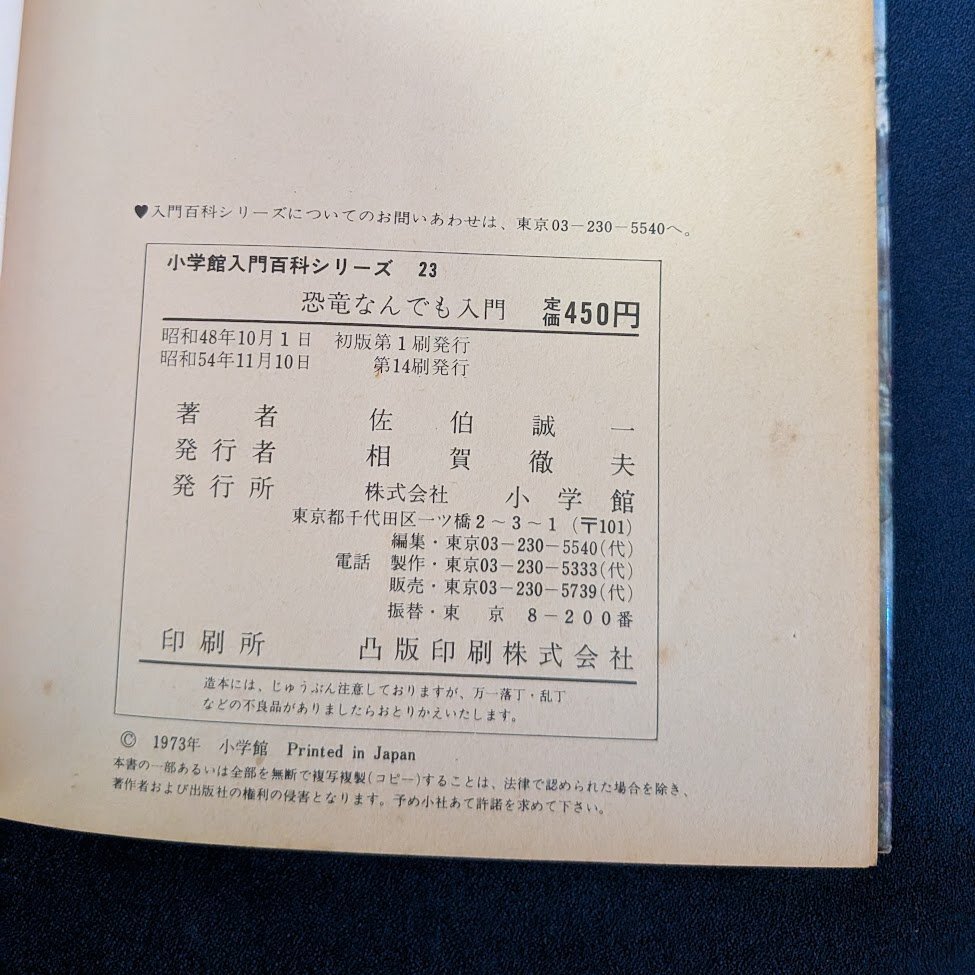 ♥入門百科シリーズについてのお問いあわせは、東京03-230-5540へ。
小学館入門百科シリーズ 23
恐竜なんでも入門 定価450円
昭和48年10月1日 初版第1刷発行
昭和54年11月10日 第14刷発行
著者 佐伯誠一
発行者 相賀徹夫
発行所 株式会社 小学館
東京都千代田区一ツ橋2~3~1(〒101)
編集・東京03-230-5540(代)
電話 製作・東京03-230-5333(代)
販売・東京03-230-5739(代)
振替・東京 8-200番
印刷所 凸版印刷株式会社
造本には、じゅうぶん注意しておりますが、万一落丁・乱丁
などの不良品がありましたらおとりかえいたします。
© 1973年 小学館 Printed in Japan
本書の一部あるいは全部を無断で複写複製(コピー)することは、法律で認められた場合を除き、
著作者および出版社の権利の侵害となります。予め小社あて許諾を求めて下さい。